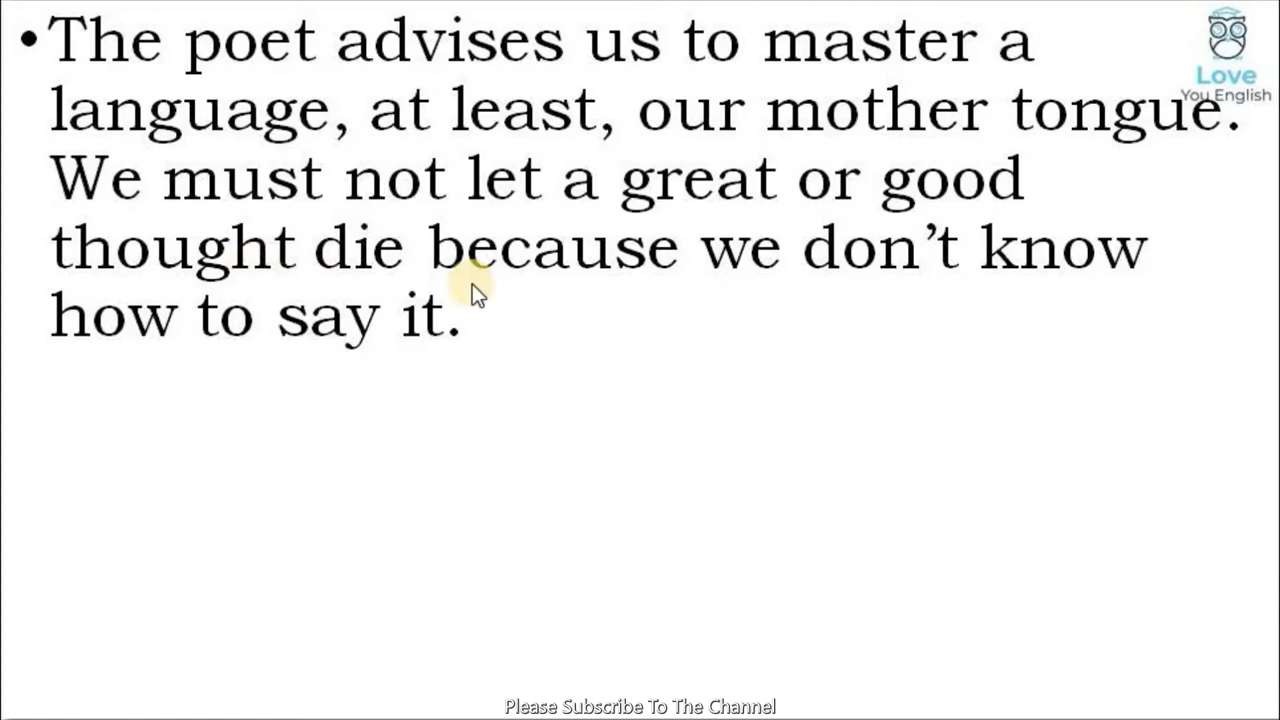 •The poet advises us to master a
language, at least, our mother tongue.
We must not let a great or good
thought die because we don’t know
how to say it.
Love
You English
Please Subscribe To The Channel